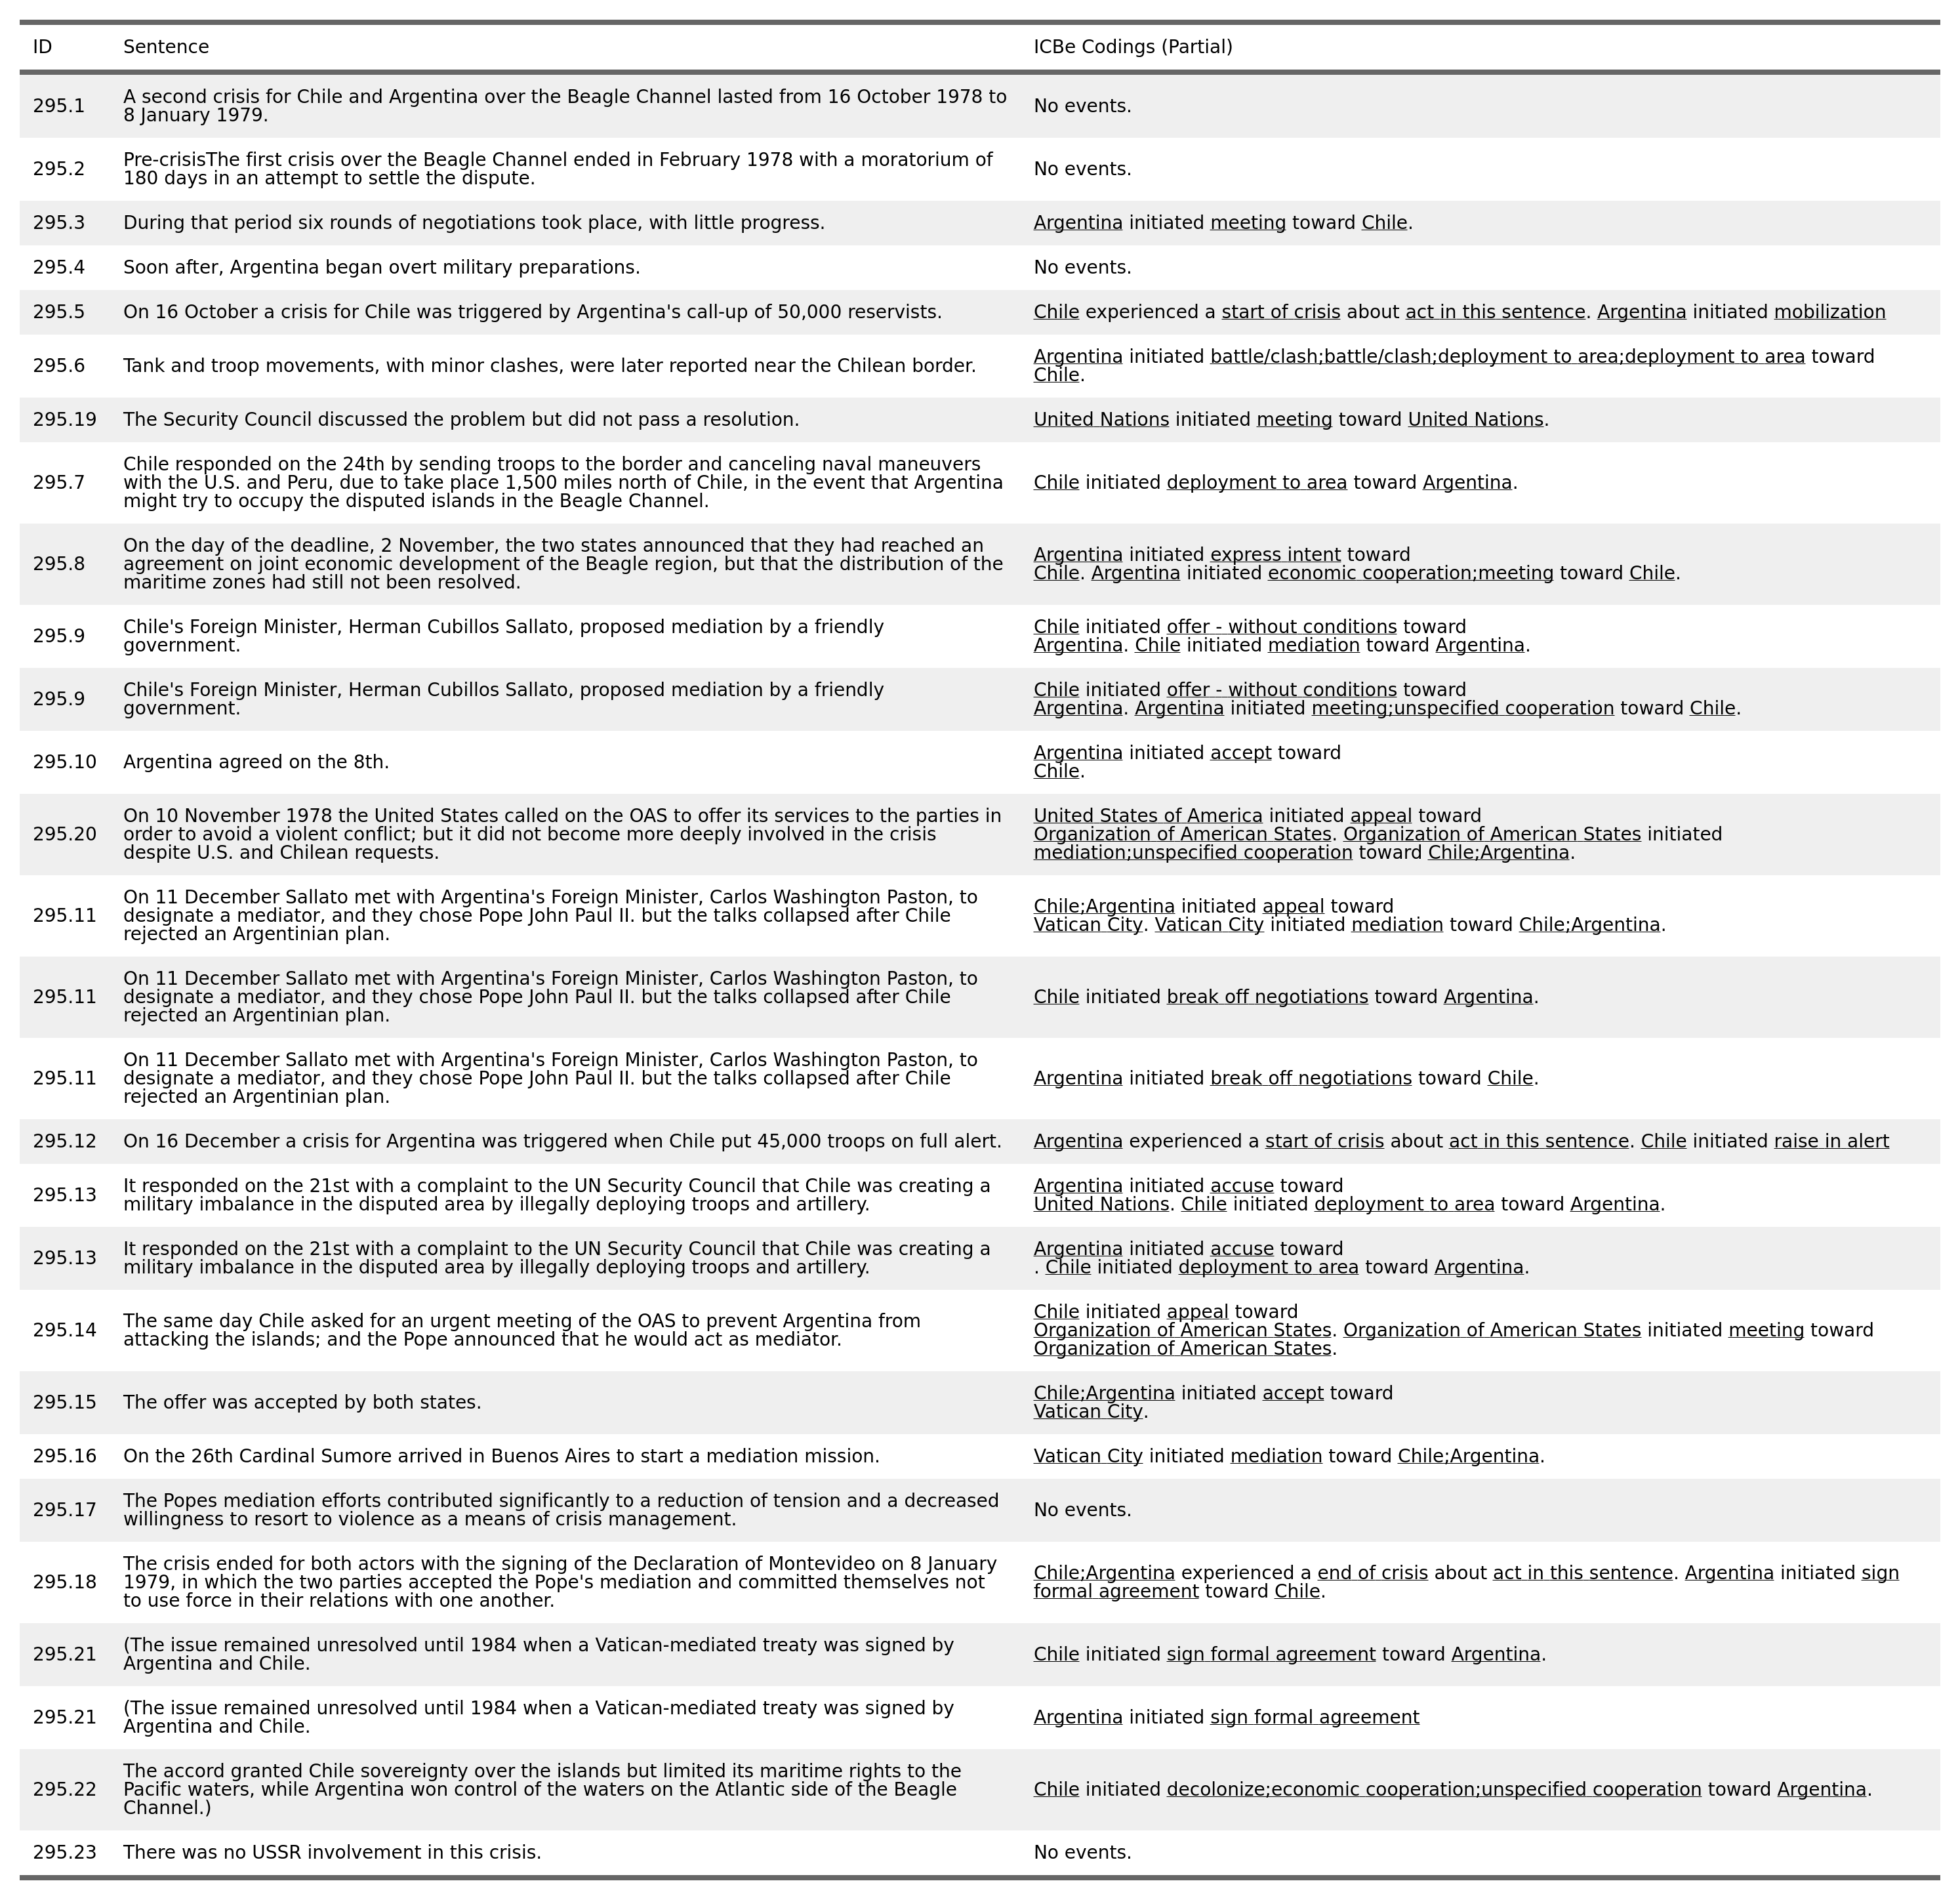 ID Sentence ICBe Codings (Partial)
295.1 A second crisis for Chile and Argentina over the Beagle Channel lasted from 16 October 1978 to
8 January 1979. No events.
295.2 Pre-crisisThe first crisis over the Beagle Channel ended in February 1978 with a moratorium of
180 days in an attempt to settle the dispute. No events.
295.3 During that period six rounds of negotiations took place, with little progress. Argentina initiated meeting toward Chile.
295.4 Soon after, Argentina began overt military preparations. No events.
295.5 On 16 October a crisis for Chile was triggered by Argentina's call-up of 50,000 reservists. Chile experienced a start of crisis about act in this sentence. Argentina initiated mobilization
295.6 Tank and troop movements, with minor clashes, were later reported near the Chilean border. Argentina initiated battle/clash;battle/clash;deployment to area;deployment to area toward
Chile.
295.19 The Security Council discussed the problem but did not pass a resolution. United Nations initiated meeting toward United Nations.
295.7 Chile responded on the 24th by sending troops to the border and canceling naval maneuvers
with the U.S. and Peru, due to take place 1,500 miles north of Chile, in the event that Argentina
might try to occupy the disputed islands in the Beagle Channel. Chile initiated deployment to area toward Argentina.
295.8 On the day of the deadline, 2 November, the two states announced that they had reached an
agreement on joint economic development of the Beagle region, but that the distribution of the
maritime zones had still not been resolved. Argentina initiated express intent toward
Chile. Argentina initiated economic cooperation;meeting toward Chile.
295.9 Chile's Foreign Minister, Herman Cubillos Sallato, proposed mediation by a friendly
government. Chile initiated offer - without conditions toward
Argentina. Chile initiated mediation toward Argentina.
295.9 Chile's Foreign Minister, Herman Cubillos Sallato, proposed mediation by a friendly
government. Chile initiated offer - without conditions toward
Argentina. Argentina initiated meeting;unspecified cooperation toward Chile.
295.10 Argentina agreed on the 8th. Argentina initiated accept toward
Chile.
295.20 On 10 November 1978 the United States called on the OAS to offer its services to the parties in
order to avoid a violent conflict; but it did not become more deeply involved in the crisis
despite U.S. and Chilean requests. United States of America initiated appeal toward
Organization of American States. Organization of American States initiated
mediation;unspecified cooperation toward Chile;Argentina.
295.11 On 11 December Sallato met with Argentina's Foreign Minister, Carlos Washington Paston, to
designate a mediator, and they chose Pope John Paul II. but the talks collapsed after Chile
rejected an Argentinian plan. Chile;Argentina initiated appeal toward
Vatican City. Vatican City initiated mediation toward Chile;Argentina.
295.11 On 11 December Sallato met with Argentina's Foreign Minister, Carlos Washington Paston, to
designate a mediator, and they chose Pope John Paul II. but the talks collapsed after Chile
rejected an Argentinian plan. Chile initiated break off negotiations toward Argentina.
295.11 On 11 December Sallato met with Argentina's Foreign Minister, Carlos Washington Paston, to
designate a mediator, and they chose Pope John Paul II. but the talks collapsed after Chile
rejected an Argentinian plan. Argentina initiated break off negotiations toward Chile.
295.12 On 16 December a crisis for Argentina was triggered when Chile put 45,000 troops on full alert. Argentina experienced a start of crisis about act in this sentence. Chile initiated raise in alert
295.13 It responded on the 21st with a complaint to the UN Security Council that Chile was creating a
military imbalance in the disputed area by illegally deploying troops and artillery. Argentina initiated accuse toward
United Nations. Chile initiated deployment to area toward Argentina.
295.13 It responded on the 21st with a complaint to the UN Security Council that Chile was creating a
military imbalance in the disputed area by illegally deploying troops and artillery. Argentina initiated accuse toward
. Chile initiated deployment to area toward Argentina.
295.14 The same day Chile asked for an urgent meeting of the OAS to prevent Argentina from
attacking the islands; and the Pope announced that he would act as mediator. Chile initiated appeal toward
Organization of American States. Organization of American States initiated meeting toward
Organization of American States.
295.15 The offer was accepted by both states. Chile;Argentina initiated accept toward
Vatican City.
295.16 On the 26th Cardinal Sumore arrived in Buenos Aires to start a mediation mission. Vatican City initiated mediation toward Chile;Argentina.
295.17 The Popes mediation efforts contributed significantly to a reduction of tension and a decreased
willingness to resort to violence as a means of crisis management. No events.
295.18 The crisis ended for both actors with the signing of the Declaration of Montevideo on 8 January
1979, in which the two parties accepted the Pope's mediation and committed themselves not
to use force in their relations with one another. Chile;Argentina experienced a end of crisis about act in this sentence. Argentina initiated sign
formal agreement toward Chile.
295.21 (The issue remained unresolved until 1984 when a Vatican-mediated treaty was signed by
Argentina and Chile. Chile initiated sign formal agreement toward Argentina.
295.21 (The issue remained unresolved until 1984 when a Vatican-mediated treaty was signed by
Argentina and Chile. Argentina initiated sign formal agreement
295.22 The accord granted Chile sovereignty over the islands but limited its maritime rights to the
Pacific waters, while Argentina won control of the waters on the Atlantic side of the Beagle
Channel.) Chile initiated decolonize;economic cooperation;unspecified cooperation toward Argentina.
295.23 There was no USSR involvement in this crisis. No events.